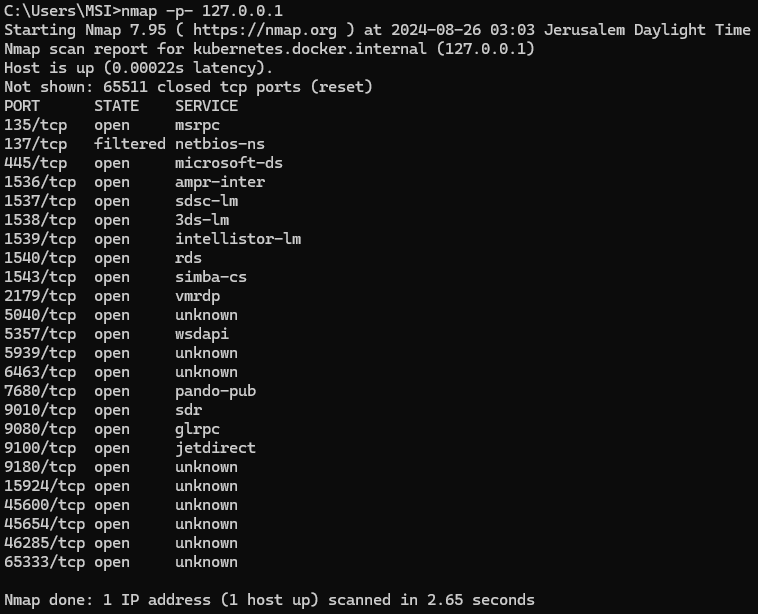 C:\Users\MSI>nmap -p- 127.0.0.1
Starting Nmap 7.95 ( https://nmap.org ) at 2024-08-26 03:03 Jerusalem Daylight Time
Nmap scan report for kubernetes.docker.internal (127.0.0.1)
Host is up (0.00022s latency).
Not shown: 65511 closed tcp ports (reset)
PORT      STATE    SERVICE
135/tcp   open     msrpc
137/tcp   filtered netbios-ns
445/tcp   open     microsoft-ds
1536/tcp  open     ampr-inter
1537/tcp  open     sdsc-lm
1538/tcp  open     3ds-lm
1539/tcp  open     intellistor-lm
1540/tcp  open     rds
1543/tcp  open     simba-cs
2179/tcp  open     vmrdp
5040/tcp  open     unknown
5357/tcp  open     wsdapi
5939/tcp  open     unknown
6463/tcp  open     unknown
7680/tcp  open     pando-pub
9010/tcp  open     sdr
9080/tcp  open     glrpc
9100/tcp  open     jetdirect
9180/tcp  open     unknown
15924/tcp open     unknown
45600/tcp open     unknown
45654/tcp open     unknown
46285/tcp open     unknown
65333/tcp open     unknown
Nmap done: 1 IP address (1 host up) scanned in 2.65 seconds